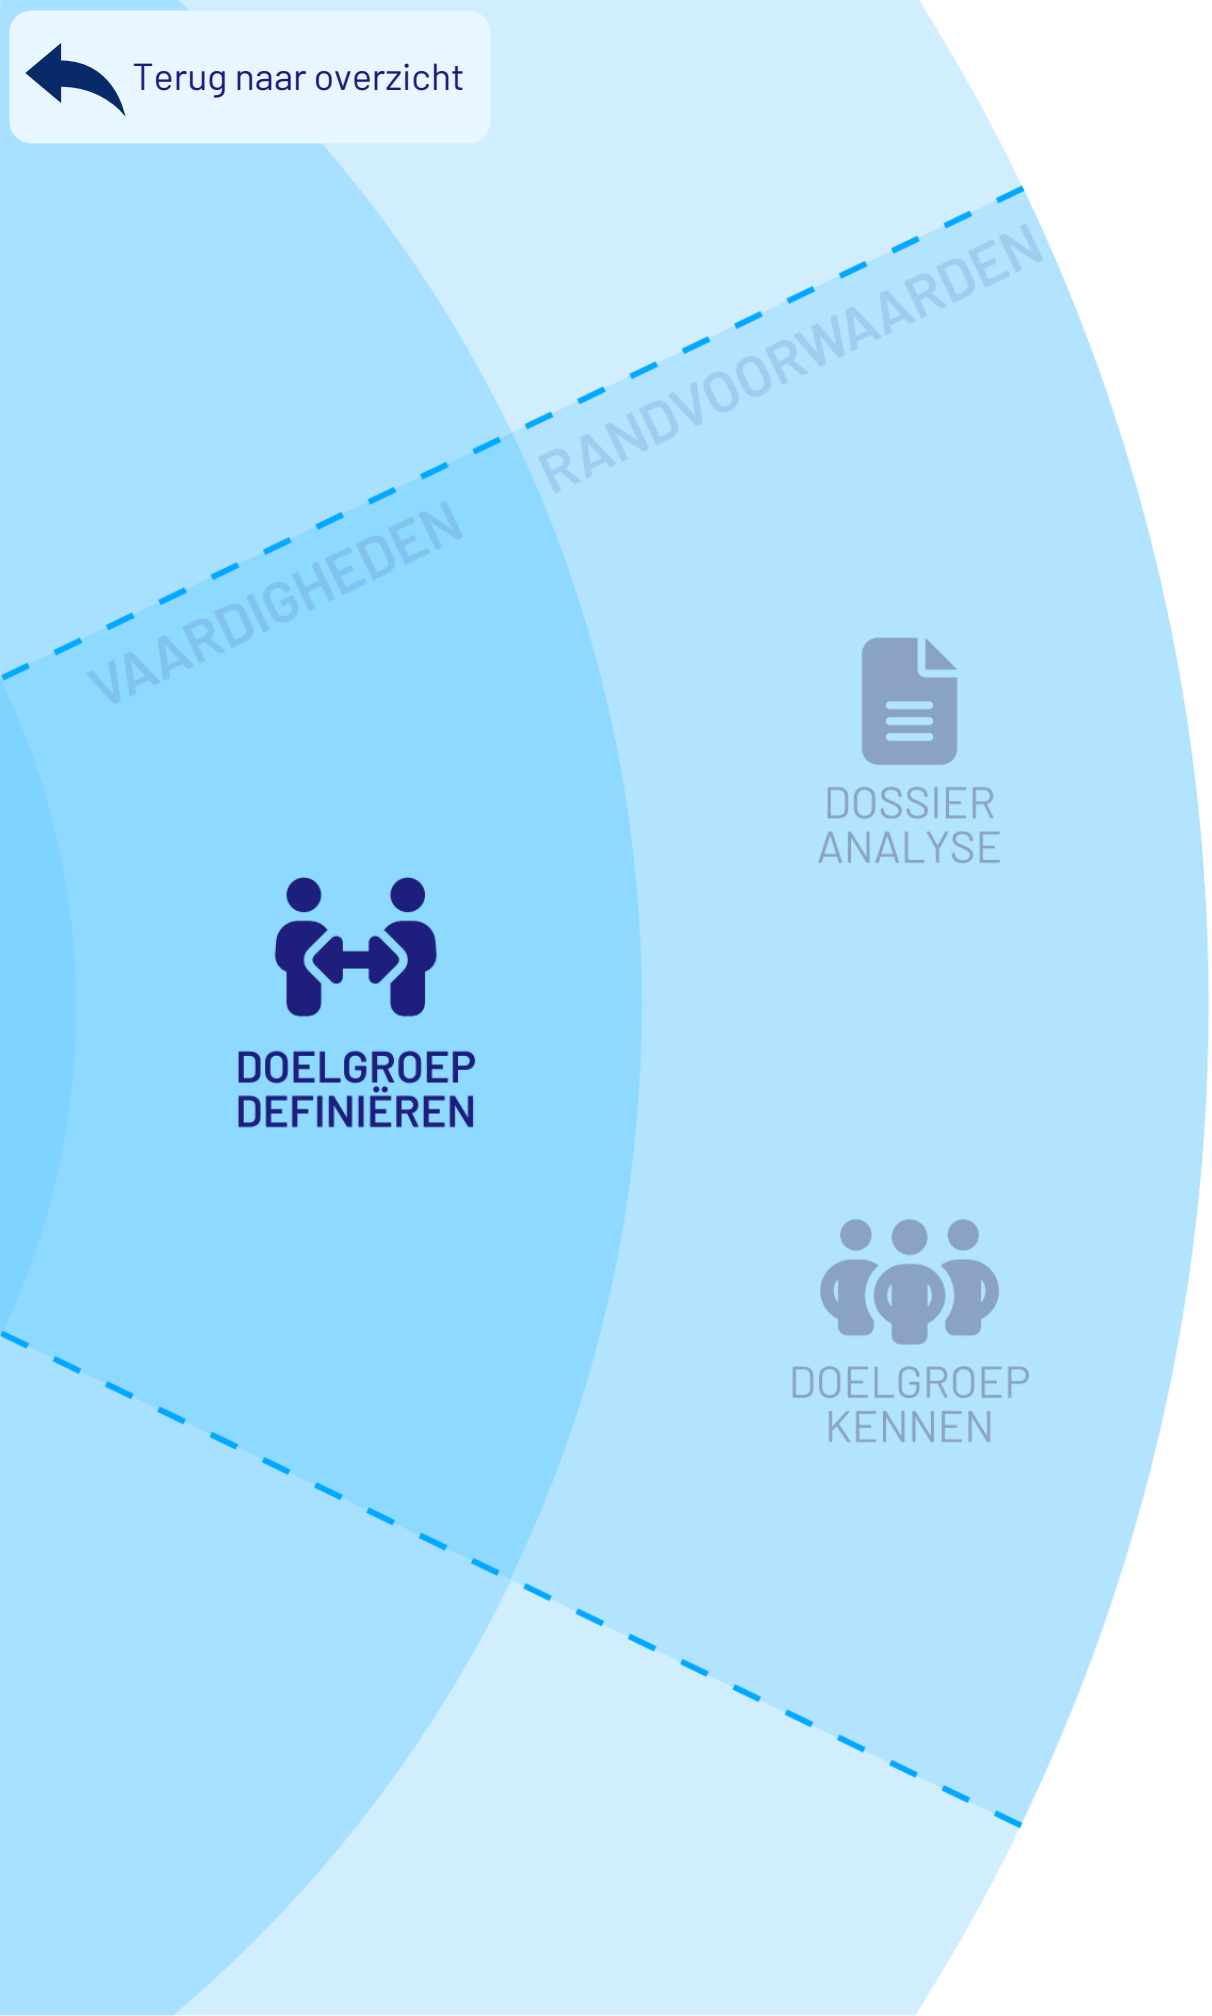 Terug naar overzicht
RANDVOORWAARDEN
VAARDIGHEDEN
DOSSIER
ANALYSE
DOELGROEP
DEFINIËREN
DOELGROEP
KENNEN